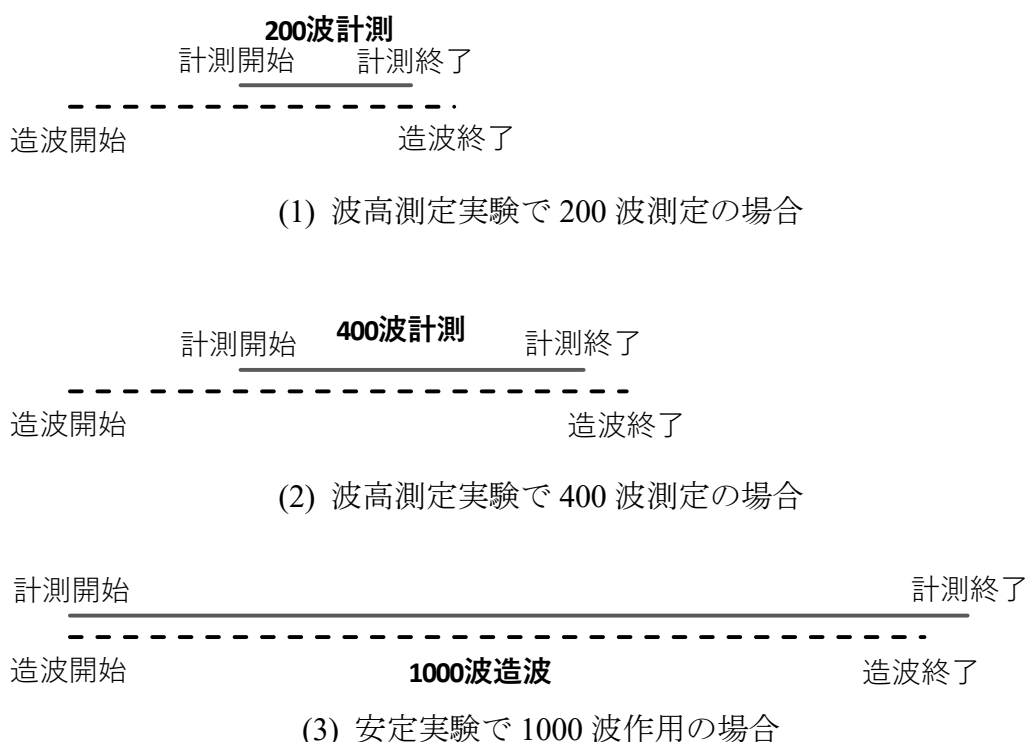 200波計測
計測開始 計測終了
造波開始 造波終了
(1) 波高測定実験で 200 波測定の場合
計測開始 400波計測 計測終了
造波開始 造波終了
(2) 波高測定実験で 400 波測定の場合
計測開始 計測終了
造波開始 1000波造波 造波終了
(3) 安定実験で 1000 波作用の場合